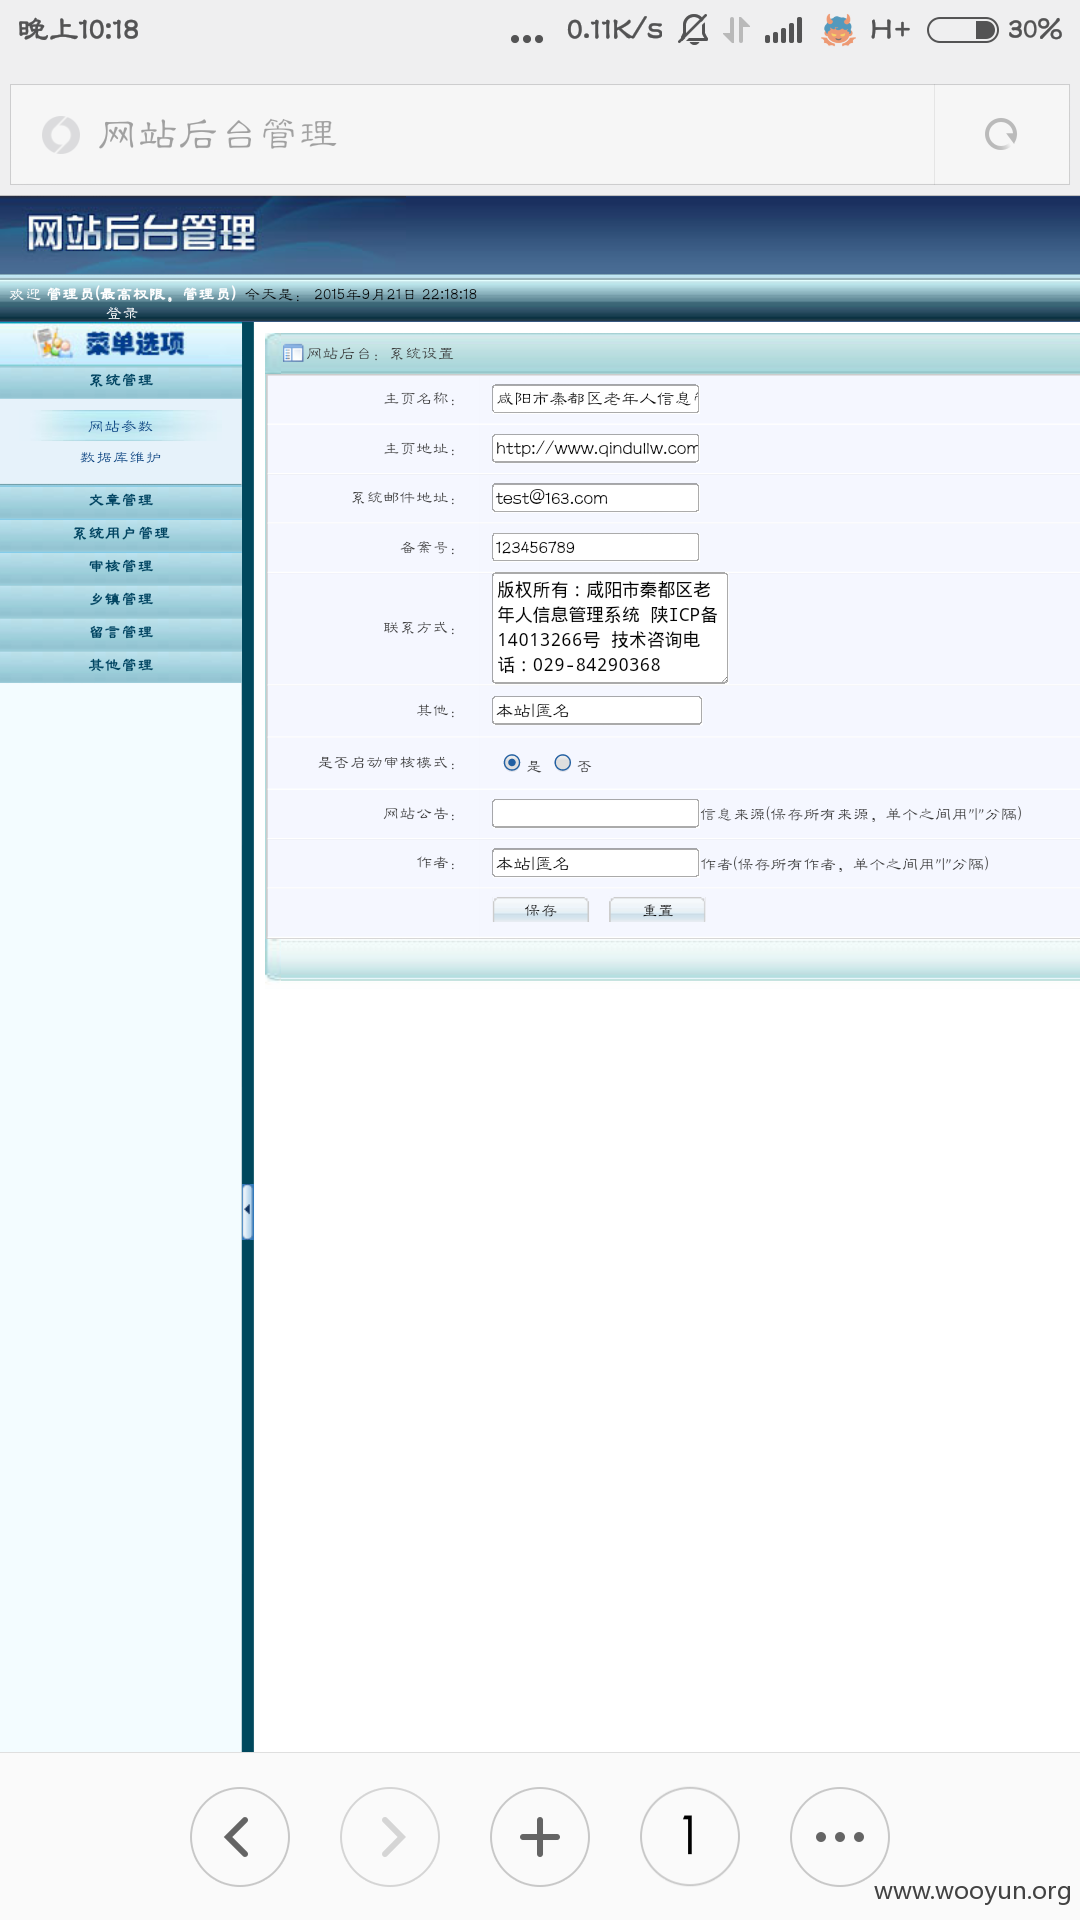 晚上10:18
0.11K/s
H+
30%
网站后台管理
网站后台管理
欢迎 管理员(最高权限，管理员) 今天是： 2015年9月21日 22:18:18
登录
菜单选项
系统管理
网站参数
数据库维护
文章管理
系统用户管理
审核管理
乡镇管理
留言管理
其他管理
网站后台：系统设置
主页名称： 咸阳市秦都区老年人信息
主页地址： http://www.qindullw.com
系统邮件地址： test@163.com
备案号： 123456789
联系方式： 版权所有：咸阳市秦都区老
年人信息管理系统 陕ICP备
14013266号 技术咨询电
话：029-84290368
其他： 本站|匿名
是否启动审核模式： 是 否
网站公告： 信息来源(保存所有来源，单个之间用"|"分隔)
作者： 本站|匿名 作者(保存所有作者，单个之间用"|"分隔)
保存 重置
1
www.wooyun.org